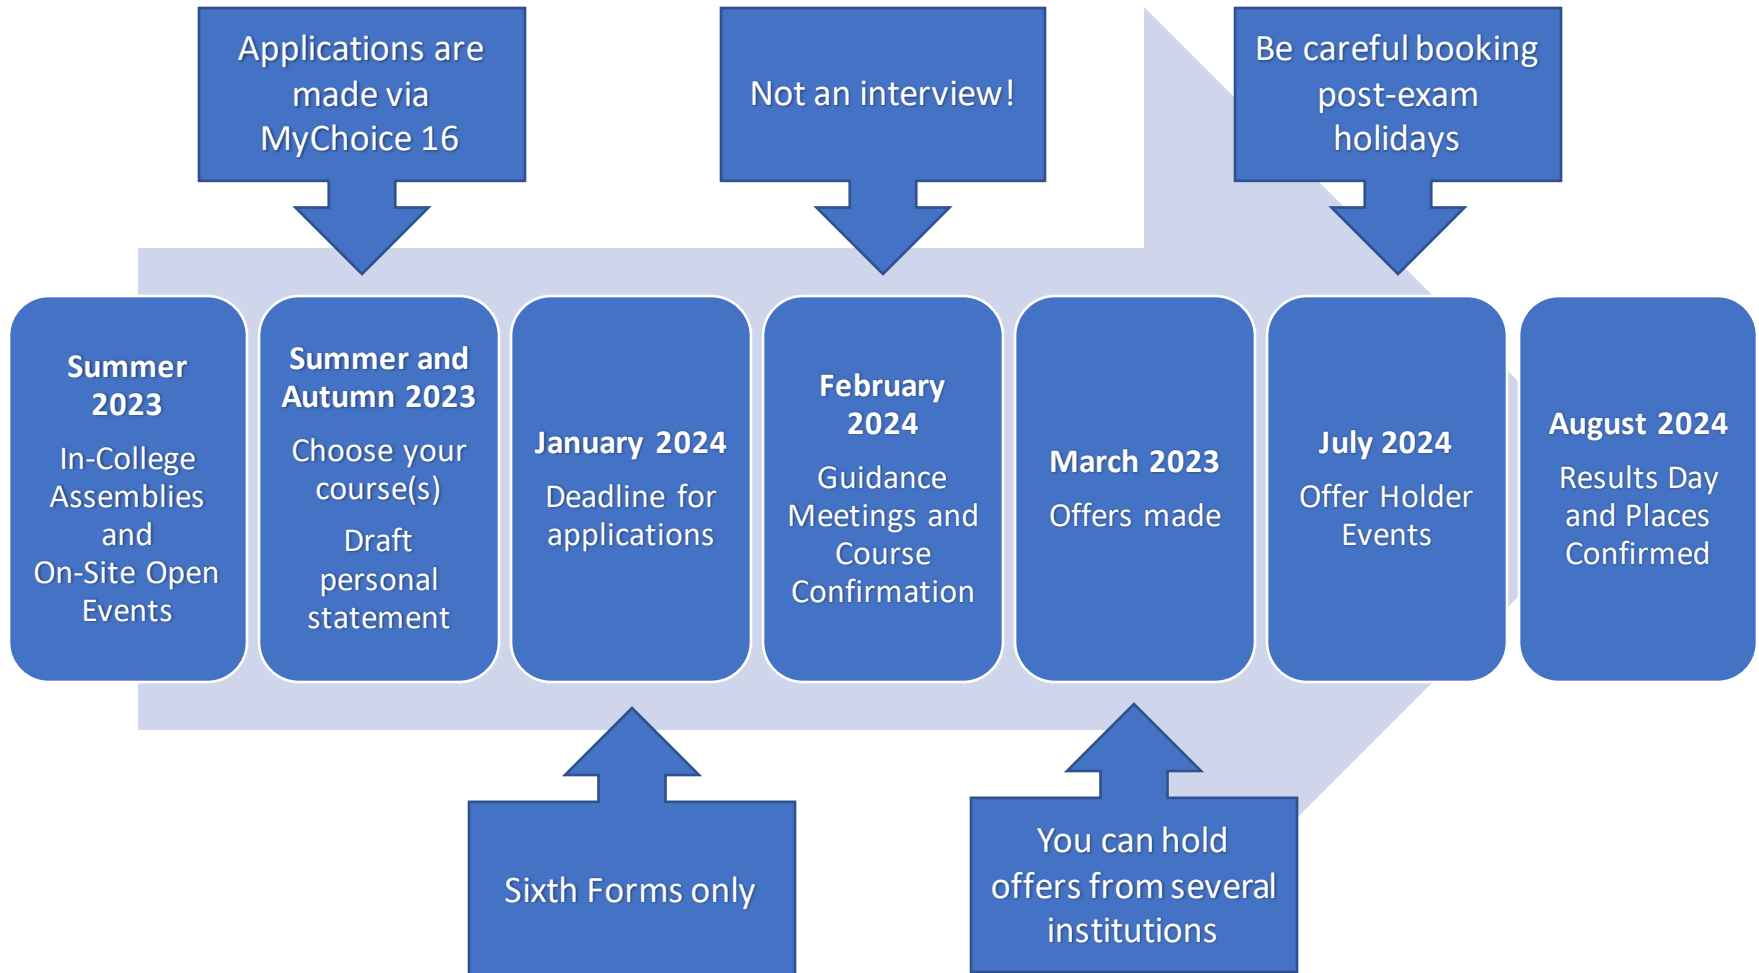 Applications are
made via
MyChoice 16
Not an interview!
Be careful booking
post-exam
holidays
Summer
2023
In-College
Assemblies
and
On-Site Open
Events
Summer and
Autumn 2023
Choose your
course(s)
Draft
personal
statement
January 2024
Deadline for
applications
February
2024
Guidance
Meetings and
Course
Confirmation
March 2023
Offers made
July 2024
Offer Holder
Events
August 2024
Results Day
and Places
Confirmed
Sixth Forms only
You can hold
offers from several
institutions